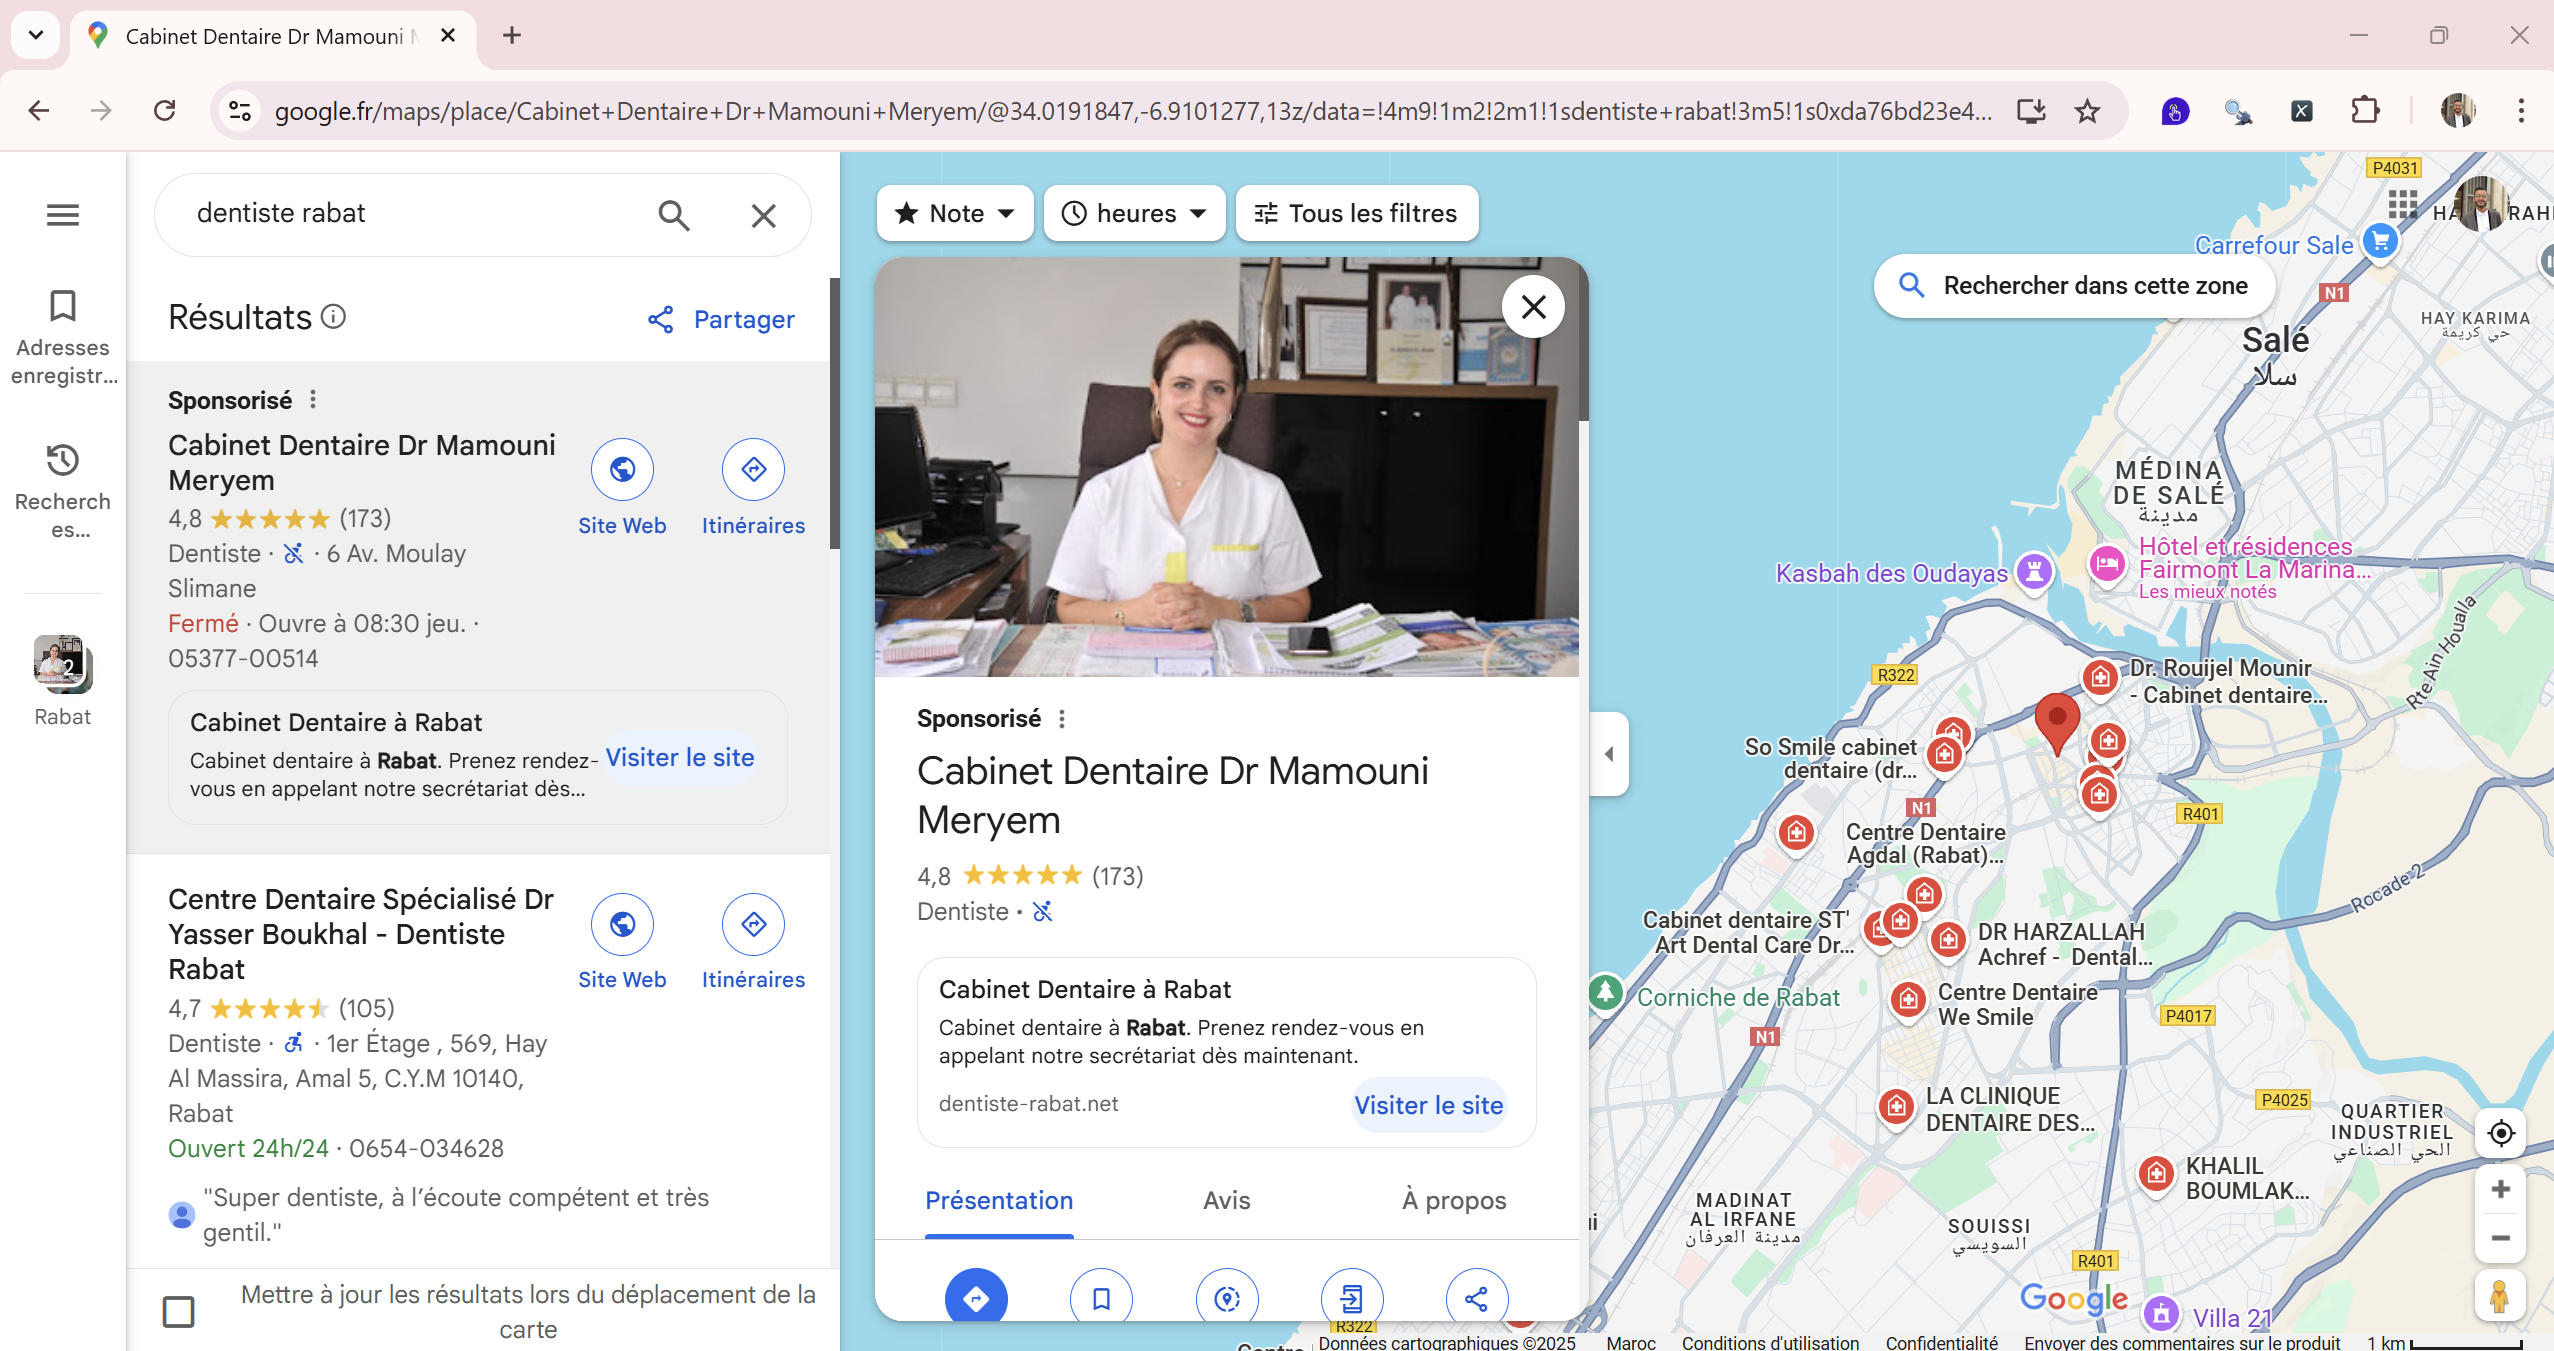 Cabinet Dentaire Dr Mamouni
google.fr/maps/place/Cabinet+Dentaire+Dr+Mamouni+Meryem/@34.0191847,-6.9101277,13z/data=!4m9!1m2!2m1!1sdentiste+rabat!3m5!1s0xda76bd23e4...
Adresses
enregistr...
Recherch
es...
2
Rabat
dentiste rabat
Résultats
Partager
Sponsorisé
Cabinet Dentaire Dr Mamouni
Meryem
4,8 (173)
Dentiste · · 6 Av. Moulay
Slimane
Fermé · Ouvre à 08:30 jeu. ·
05377-00514
Site Web
Itinéraires
Cabinet Dentaire à Rabat
Cabinet dentaire à Rabat. Prenez rendez-
vous en appelant notre secrétariat dès...
Visiter le site
Centre Dentaire Spécialisé Dr
Yasser Boukhal - Dentiste
Rabat
4,7 (105)
Dentiste · · 1er Étage , 569, Hay
Al Massira, Amal 5, C.Y.M 10140,
Rabat
Ouvert 24h/24 · 0654-034628
Site Web
Itinéraires
"Super dentiste, à l'écoute compétent et très
gentil."
Mettre à jour les résultats lors du déplacement de la
carte
Note
heures
Tous les filtres
Sponsorisé
Cabinet Dentaire Dr Mamouni
Meryem
4,8 (173)
Dentiste ·
Cabinet Dentaire à Rabat
Cabinet dentaire à Rabat. Prenez rendez-vous en
appelant notre secrétariat dès maintenant.
dentiste-rabat.net
Visiter le site
Présentation
Avis
À propos
Rechercher dans cette zone
P4031
Carrefour Sale
N1
HAY KARIMA
حي كريمة
Salé
سلا
MÉDINA
DE SALÉ
مدينة
Kasbah des Oudayas
Hôtel et résidences
Fairmont La Marina...
Les mieux notés
Rte Ain Houalla
R322
Dr. Rouijel Mounir
- Cabinet dentaire...
So Smile cabinet
dentaire (dr...
N1
R401
Centre Dentaire
Agdal (Rabat)...
Rocade 2
Cabinet dentaire ST'
Art Dental Care Dr...
DR HARZALLAH
Achref - Dental...
Corniche de Rabat
Centre Dentaire
We Smile
P4017
N1
LA CLINIQUE
DENTAIRE DES...
P4025
QUARTIER
INDUSTRIEL
الحي الصناعي
KHALIL
BOUMLAK...
MADINAT
AL IRFANE
مدينة العرفان
SOUISSI
السويسي
R401
Google
Villa 21
R322
Données cartographiques ©2025
Maroc
Conditions d'utilisation
Confidentialité
Envoyer des commentaires sur le produit
1 km